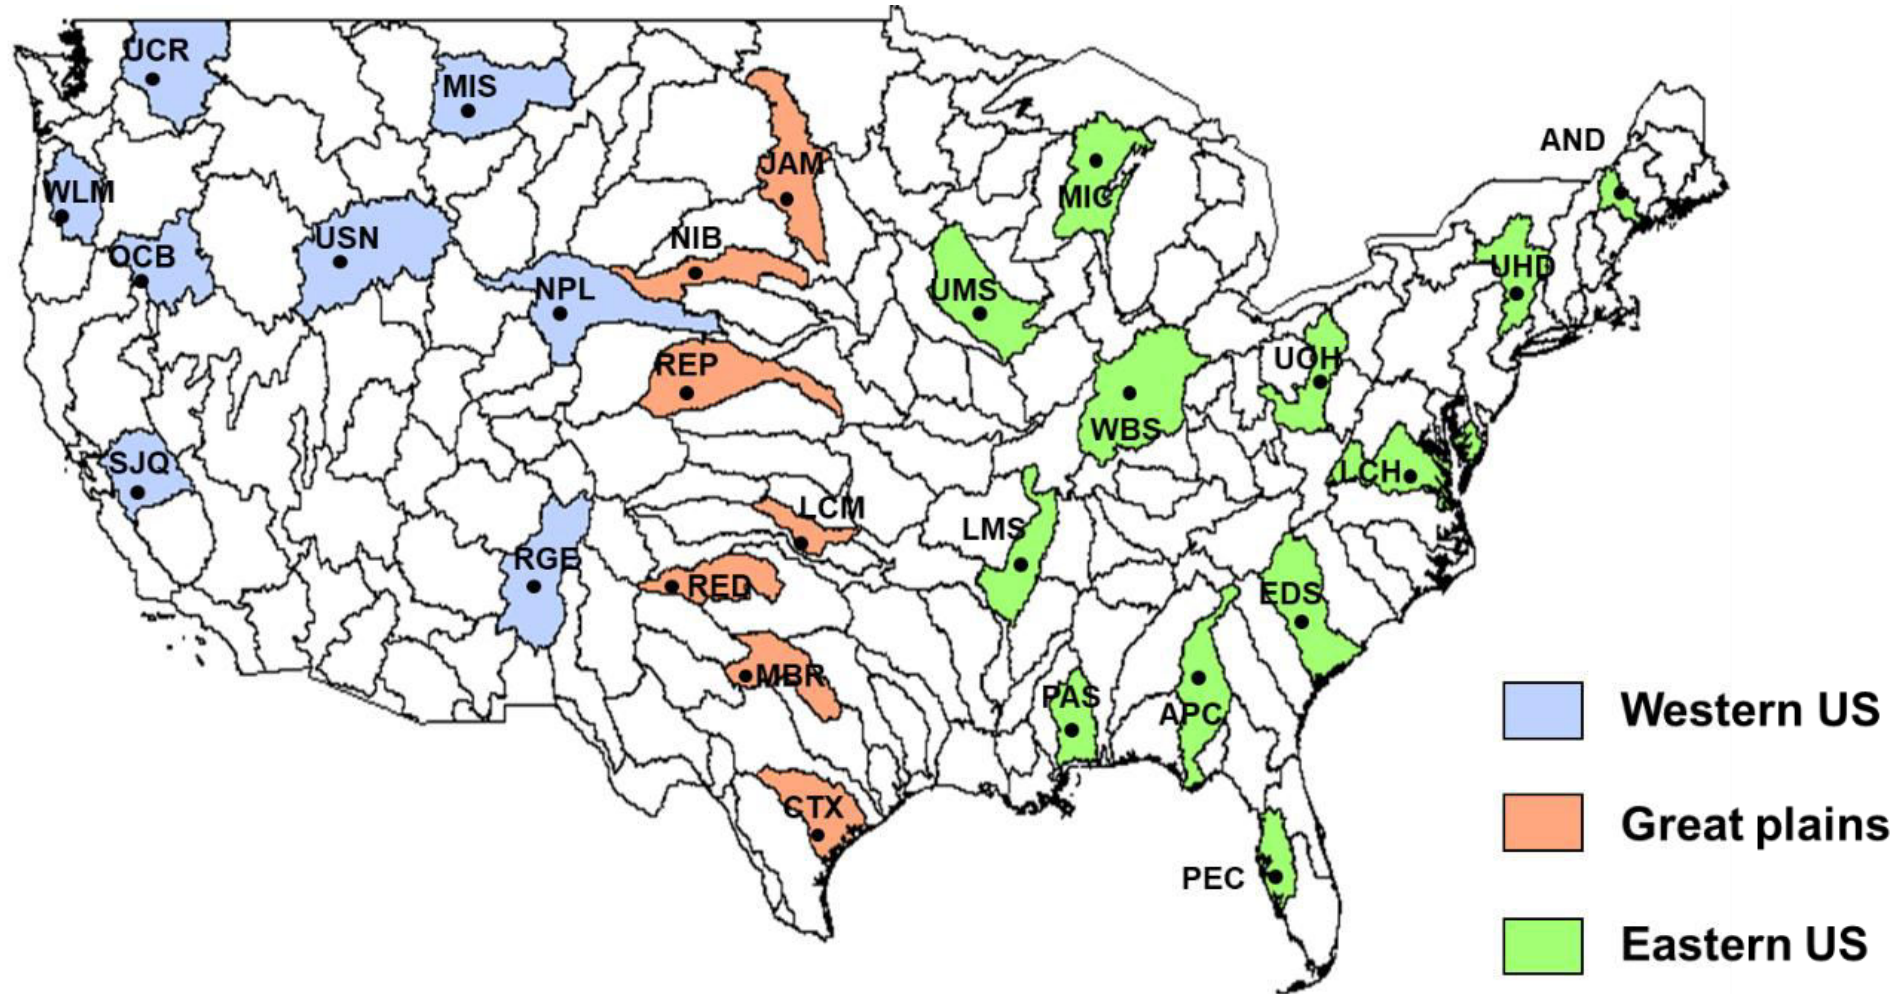 UCR
MIS
AND
JAM
WLM
MIC
NIB
USN
OCB
UHD
NPL
UMS
REP
UOH
WBS
SJQ
LCH
LCM
LMS
RGE
RED
EDS
MBR
PAS
APC
Western US
CTX
Great plains
PEC
Eastern US